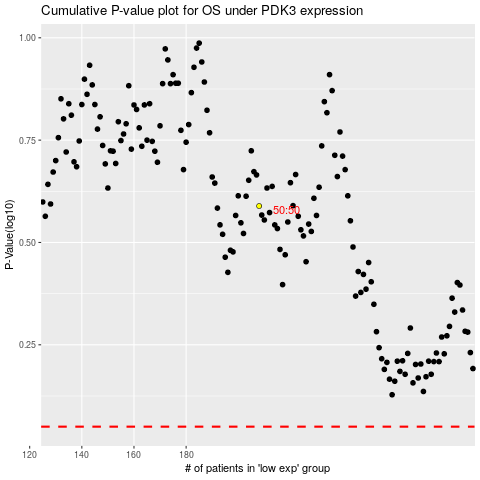 Cumulative P-value plot for OS under PDK3 expression
P-Value(log10)
1.00
0.75
0.50
0.25
50:50
120 140 160 180
# of patients in 'low exp' group